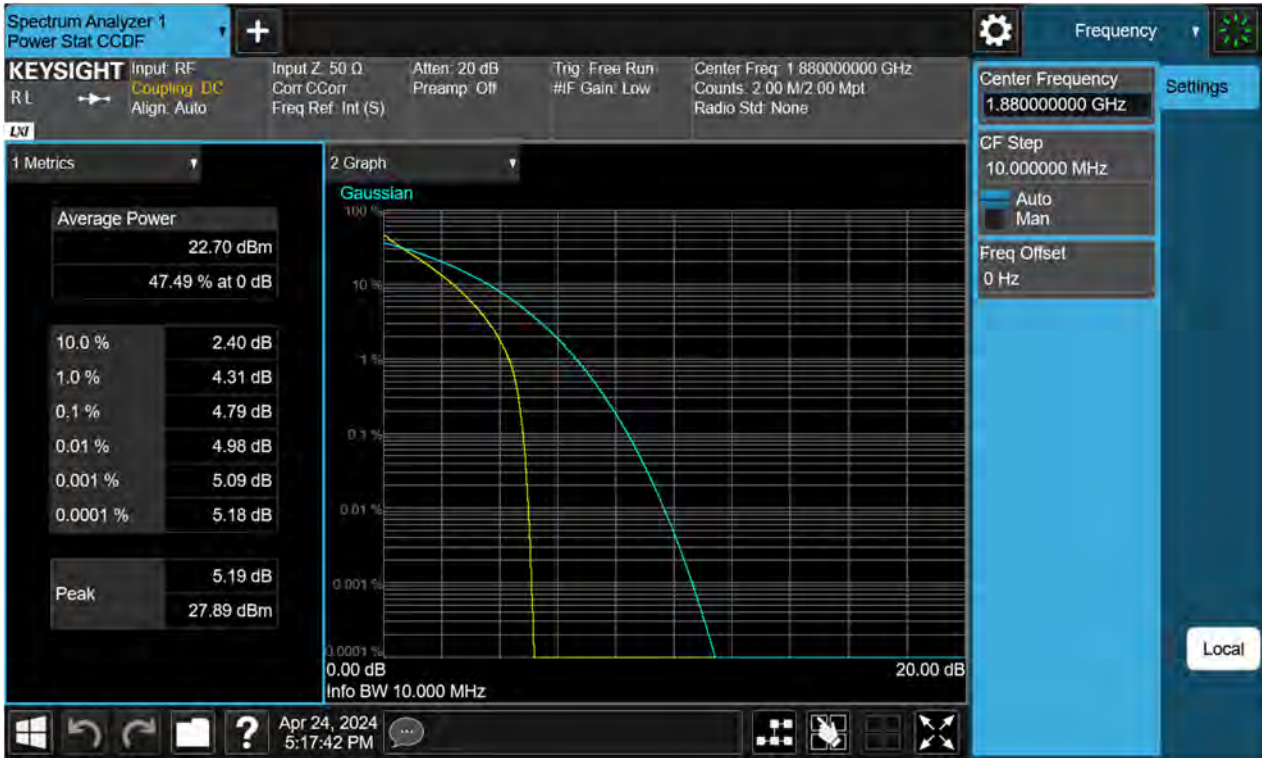 Spectrum Analyzer 1
Power Stat CCDF
+
Frequency
KEYSIGHT
RL
LXI
Input: RF
Coupling: DC
Align: Auto
Input Z: 50 Ω
Corr CCorr
Freq Ref: Int (S)
Atten: 20 dB
Preamp: Off
Trig: Free Run
#IF Gain: Low
Center Freq: 1.880000000 GHz
Counts: 2.00 M/2.00 Mpt
Radio Std: None
Center Frequency
1.880000000 GHz
Settings
CF Step
10.000000 MHz
Auto
Man
Freq Offset
0 Hz
1 Metrics
Average Power
22.70 dBm
47.49 % at 0 dB
10.0 % 2.40 dB
1.0 % 4.31 dB
0.1 % 4.79 dB
0.01 % 4.98 dB
0.001 % 5.09 dB
0.0001 % 5.18 dB
Peak
5.19 dB
27.89 dBm
2 Graph
Gaussian
100 %
10 %
1 %
0.1 %
0.01 %
0.001 %
0.0001 %
0.00 dB 20.00 dB
Info BW 10.000 MHz
Local
?
Apr 24, 2024
5:17:42 PM